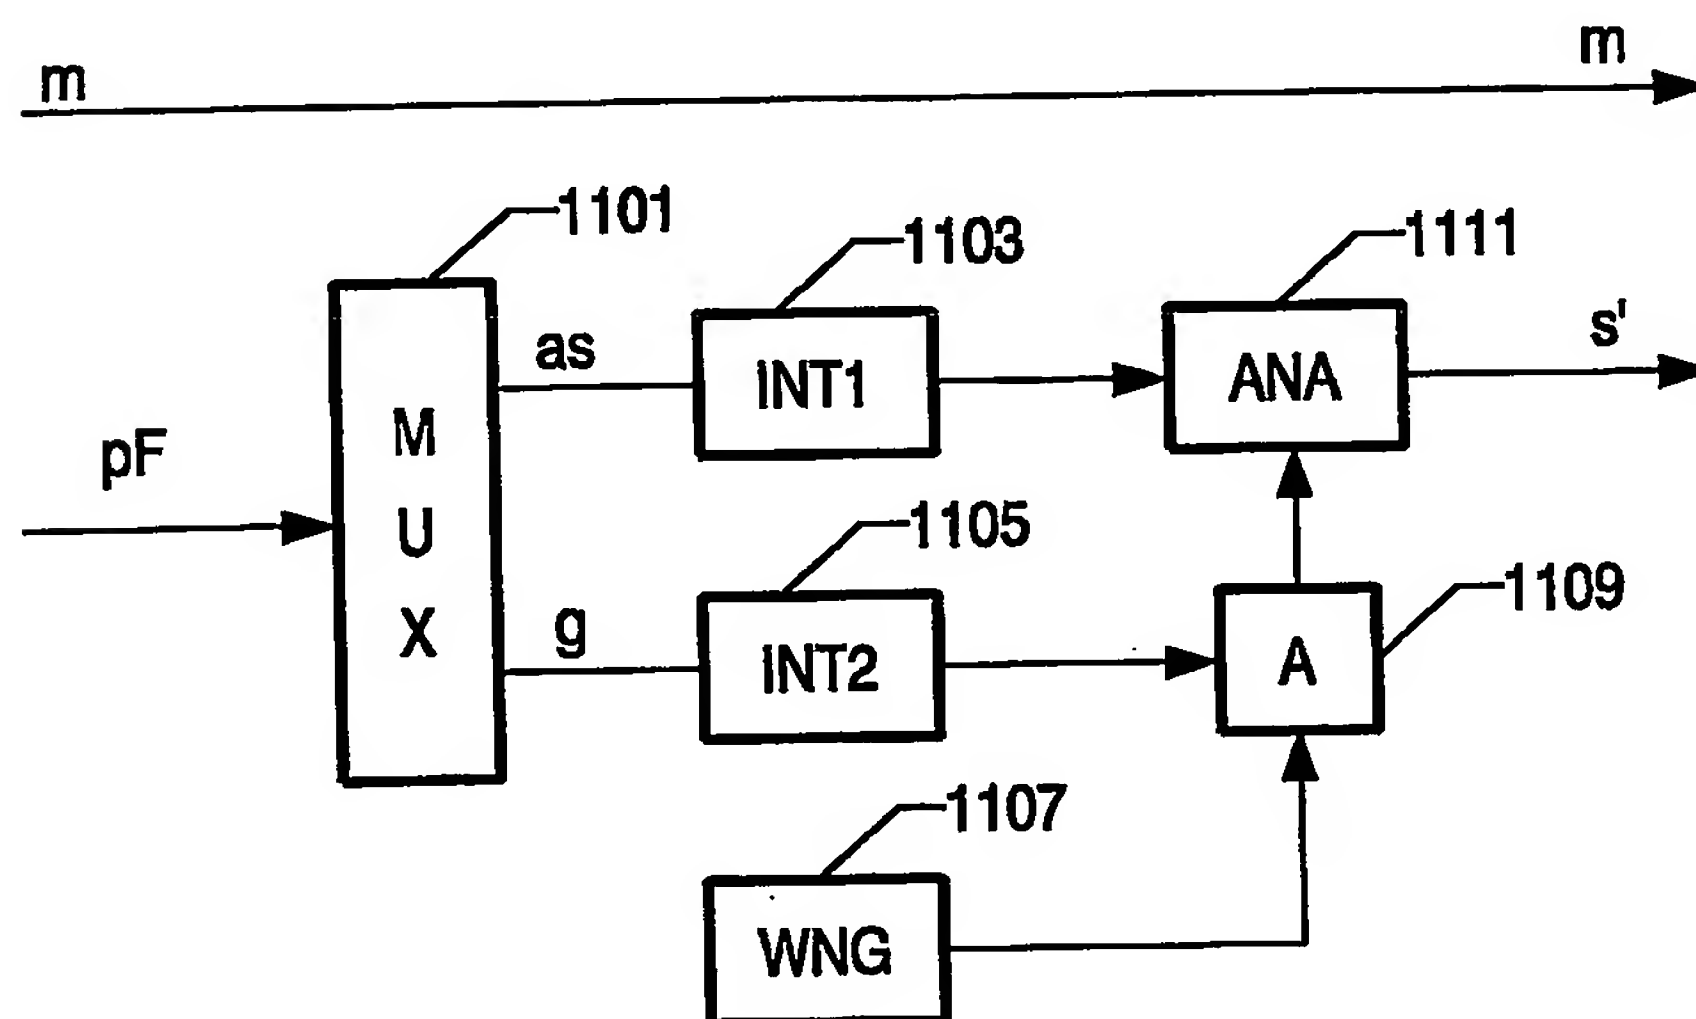 m
m
1101
1103
1111
as
INT1
ANA
s'
pF
M
U
X
1105
g
INT2
1109
A
1107
WNG